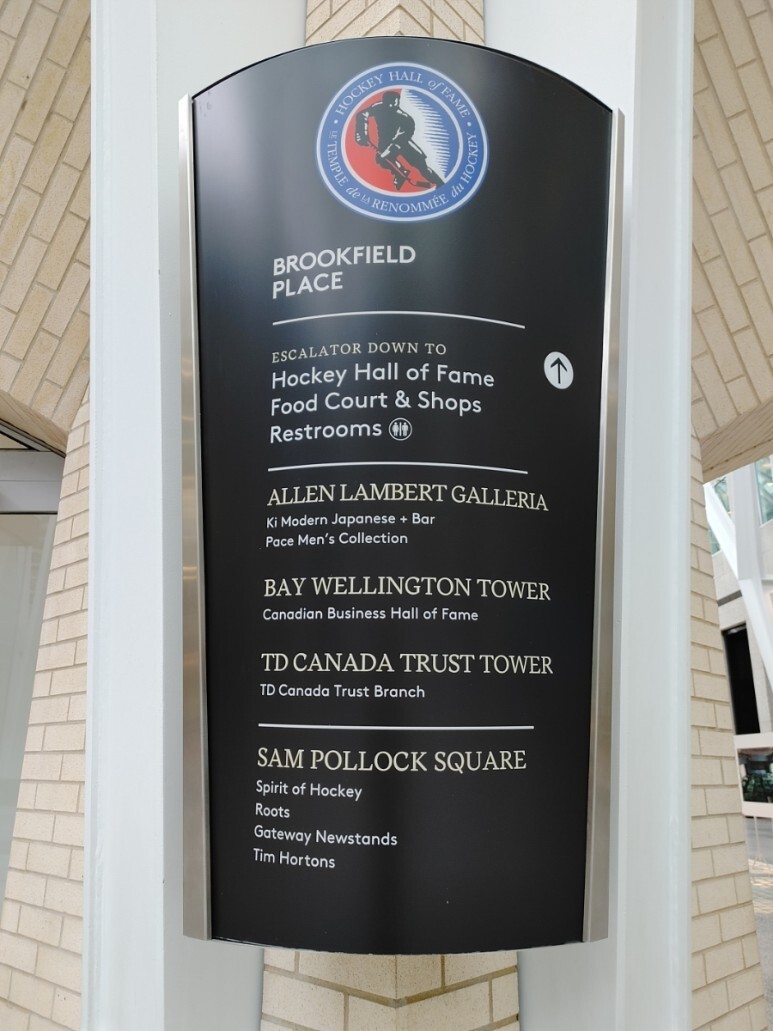 HOCKEY HALL of FAME
LE TEMPLE de la RENOMMÉE du HOCKEY
BROOKFIELD
PLACE
ESCALATOR DOWN TO
Hockey Hall of Fame
Food Court & Shops
Restrooms
ALLEN LAMBERT GALLERIA
Ki Modern Japanese + Bar
Pace Men's Collection
BAY WELLINGTON TOWER
Canadian Business Hall of Fame
TD CANADA TRUST TOWER
TD Canada Trust Branch
SAM POLLOCK SQUARE
Spirit of Hockey
Roots
Gateway Newstands
Tim Hortons